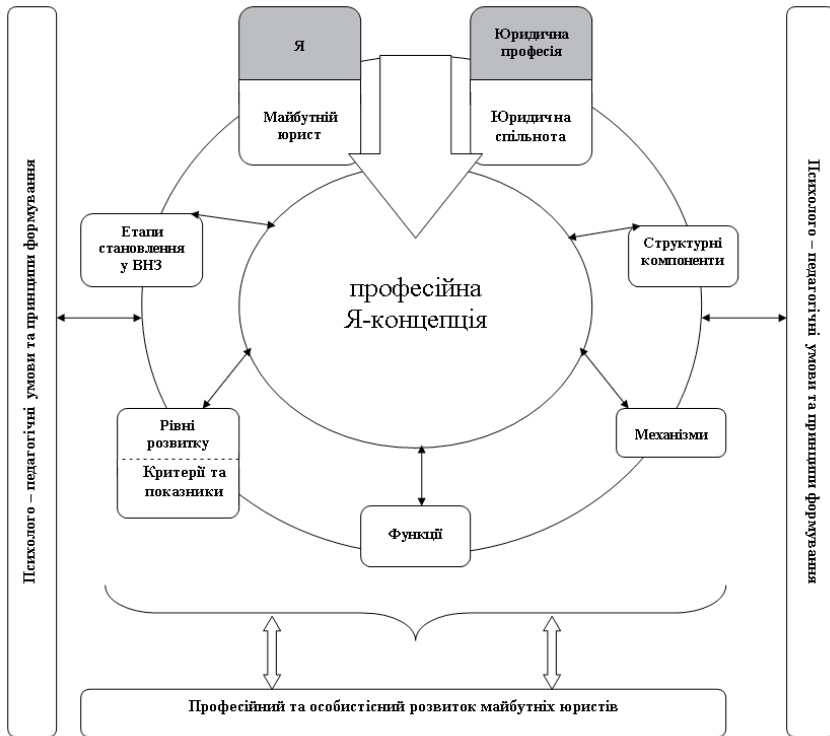 Я
Майбутній
юрист
Юридична
професія
Юридична
спільнота
Етапи
становлення
у ВНЗ
Структурні
компоненти
професійна
Я-концепція
Рівні
розвитку
Критерії та
показники
Механізми
Функції
Психолого – педагогічні умови та принципи формування
Психолого – педагогічні умови та принципи формування
Професійний та особистісний розвиток майбутніх юристів